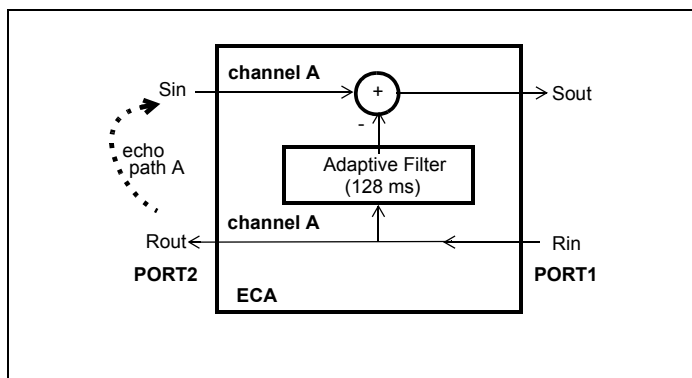 channel A
Sin
+
Sout
-
echo
path A
Adaptive Filter
(128 ms)
channel A
Rout
Rin
PORT2
PORT1
ECA